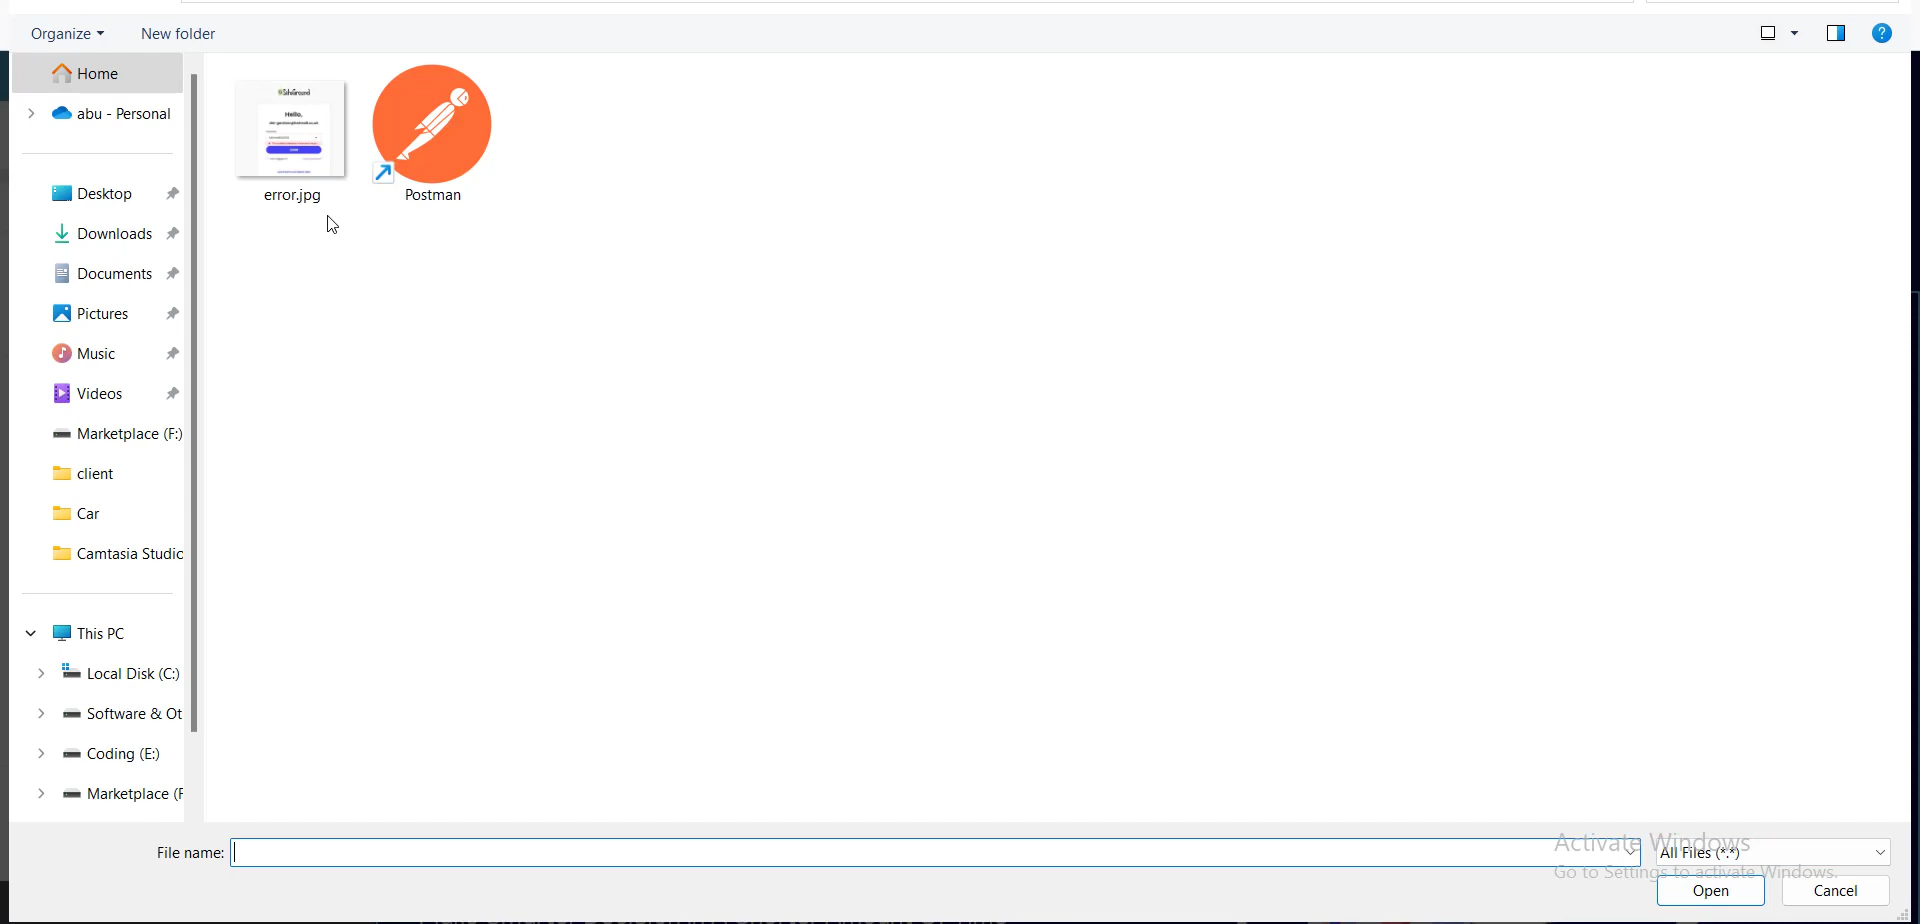 Organize
New folder
Home
abu - Personal
Hello,
error.jpg
Postman
Desktop
Downloads
Documents
Pictures
Music
Videos
Marketplace (F:)
client
Car
Camtasia Studio
This PC
Local Disk (C:)
Software & Ot
Coding (E:)
Marketplace (F
File name:
All Files (*.*)
Activate Windows
Go to Settings to activate Windows.
Open
Cancel